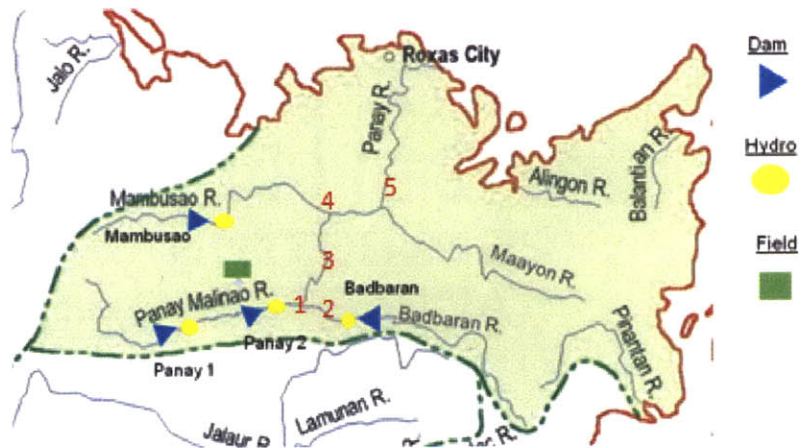 Jalo R.
Roxas City
Panay R.
Dam
Hydro
Field
Mambusao R.
Mambusao
4
5
Alingon R.
Balantian R.
3
Maayon R.
Panay Malinao R.
1
2
Badbaran
Badbaran R.
Panay 1
Panay 2
Pinantan R.
Lamunan R.
Jalaur R.